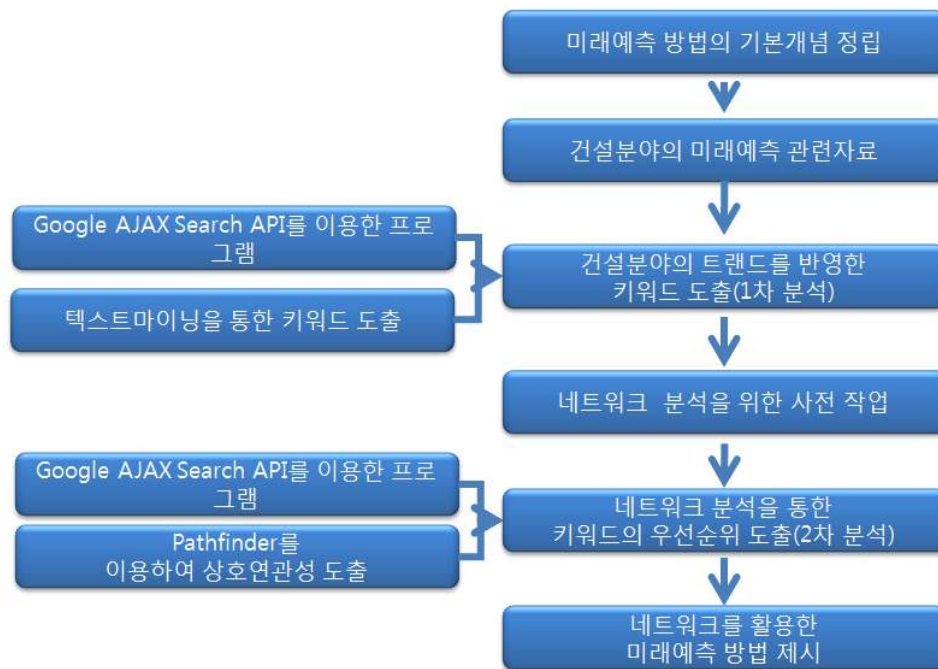 미래예측 방법의 기본개념 정립
건설분야의 미래예측 관련자료
Google AJAX Search API를 이용한 프로
그램
텍스트마이닝을 통한 키워드 도출
건설분야의 트랜드를 반영한
키워드 도출(1차 분석)
네트워크 분석을 위한 사전 작업
Google AJAX Search API를 이용한 프로
그램
Pathfinder를
이용하여 상호연관성 도출
네트워크 분석을 통한
키워드의 우선순위 도출(2차 분석)
네트워크를 활용한
미래예측 방법 제시